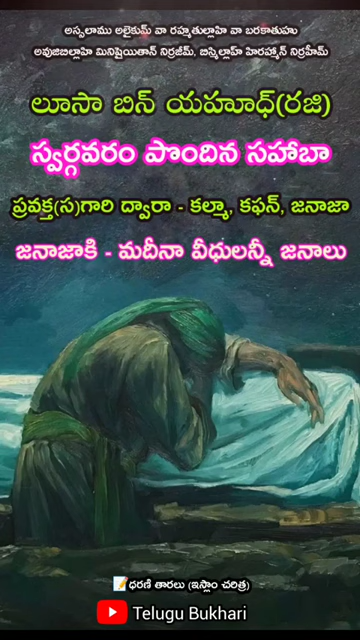 అస్సలాము అలైకుమ్ వా రహ్మతుల్లాహి వా బరకాతుహు
అవుజిబిల్లాహి మినిషైయితాన్ నిర్రజీమ్, బిస్మిల్లాహ్ హిరహ్మాన్ నిర్రహీమ్
లూసా బిన్ యహూధ్(రజి)
స్వర్గవరం పొందిన సహాబా
ప్రవక్త(స)గారి ద్వారా - కల్మా, కఫన్, జనాజా
జనాజాకి - మదీనా వీధులన్నీ జనాలు
📝ధరణి తారలు (ఇస్లాం చరిత్ర)
Telugu Bukhari